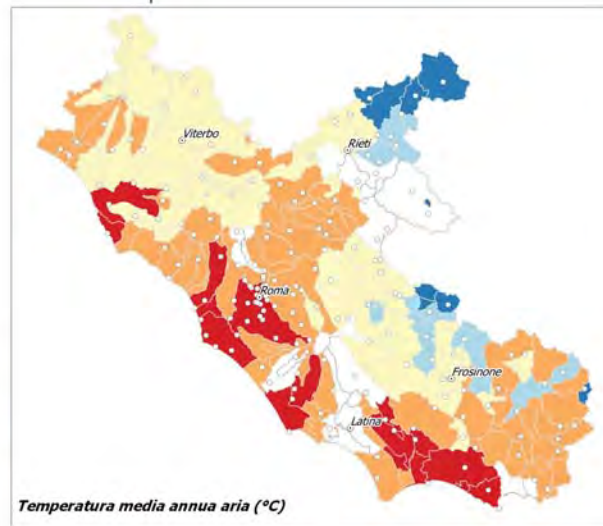 Viterbo
Rieti
Roma
Frosinone
Latina
Temperatura media annua aria (°C)